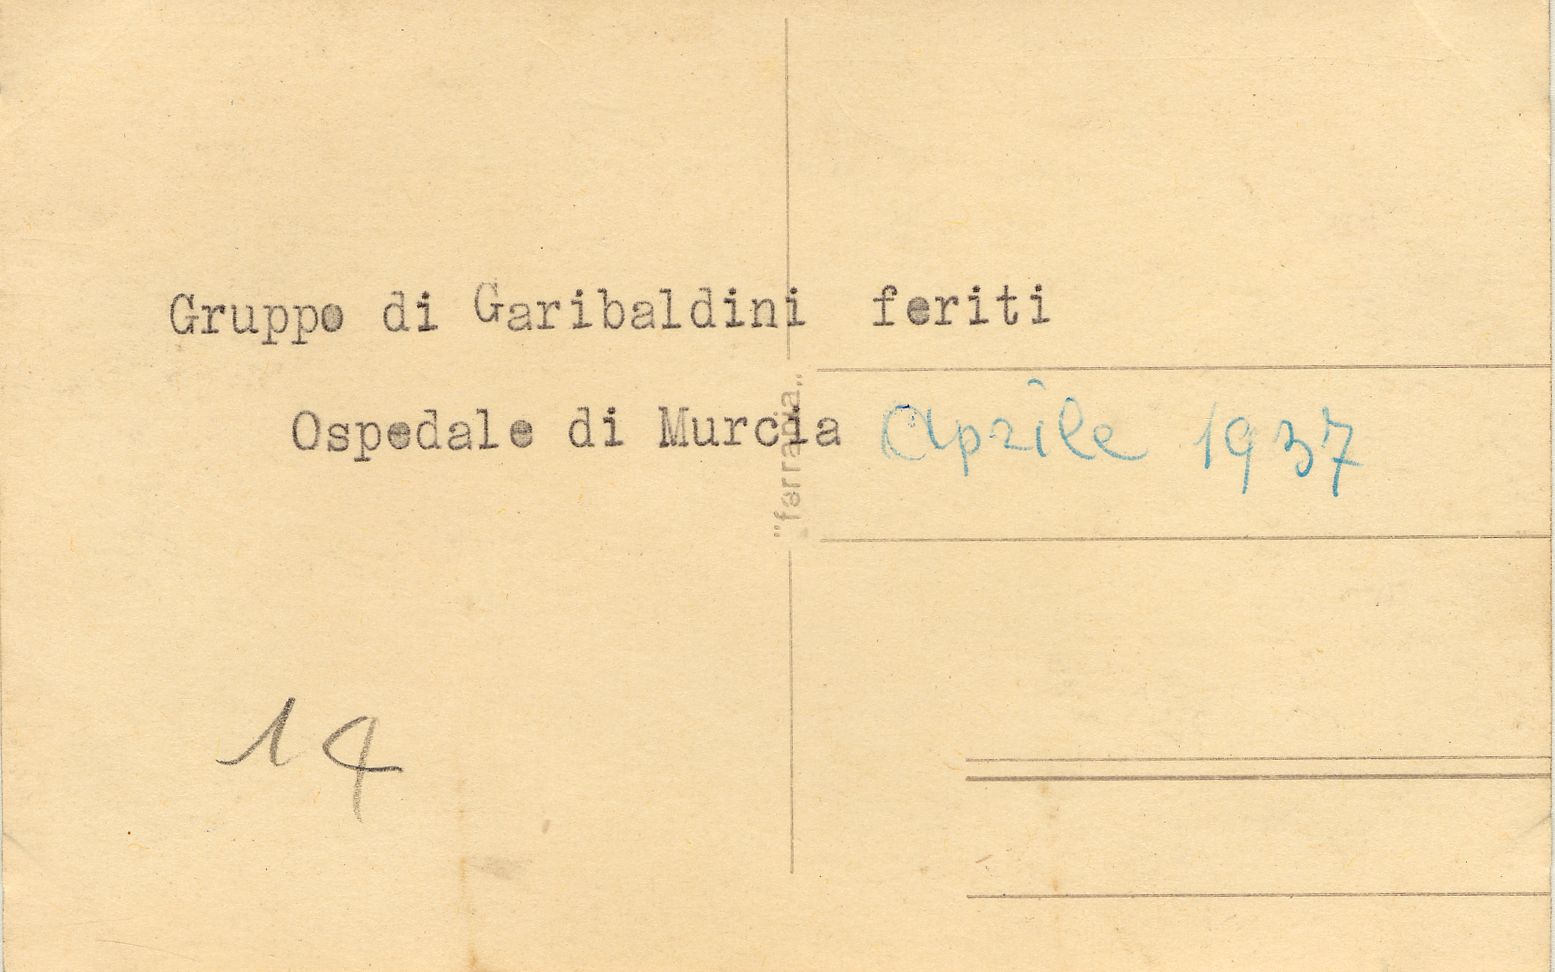 Gruppo di Garibaldini feriti
Ospedale di Murcia Aprile 1937
"ferrania„
14